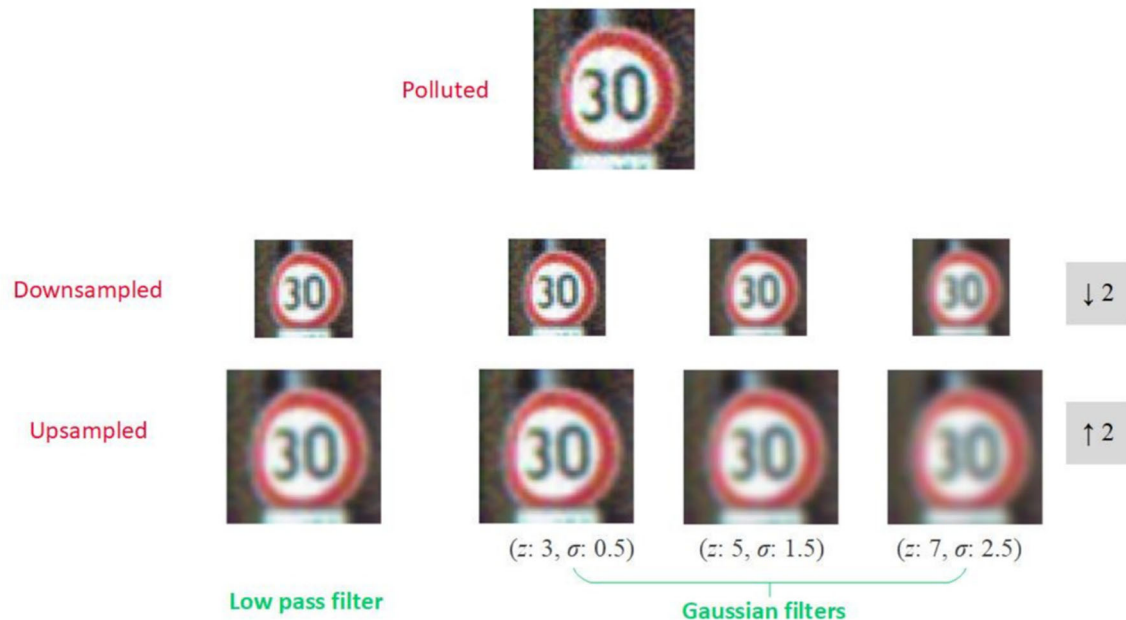 Polluted
30
Downsampled
30
30
30
30
↓ 2
Upsampled
30
30
30
30
↑ 2
(z: 3, σ: 0.5)
(z: 5, σ: 1.5)
(z: 7, σ: 2.5)
Low pass filter
Gaussian filters